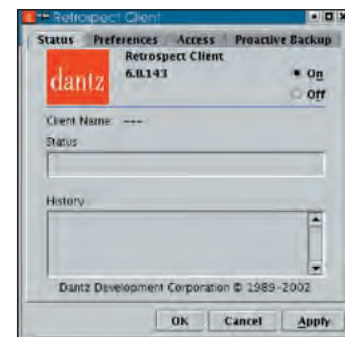 Retrospect Client
Status Preferences Access Proactive Backup
Retrospect Client
6.0.143
dantz
On
Off
Client Name: ---
Status
History
Dantz Development Corporation © 1989-2002
OK Cancel Apply